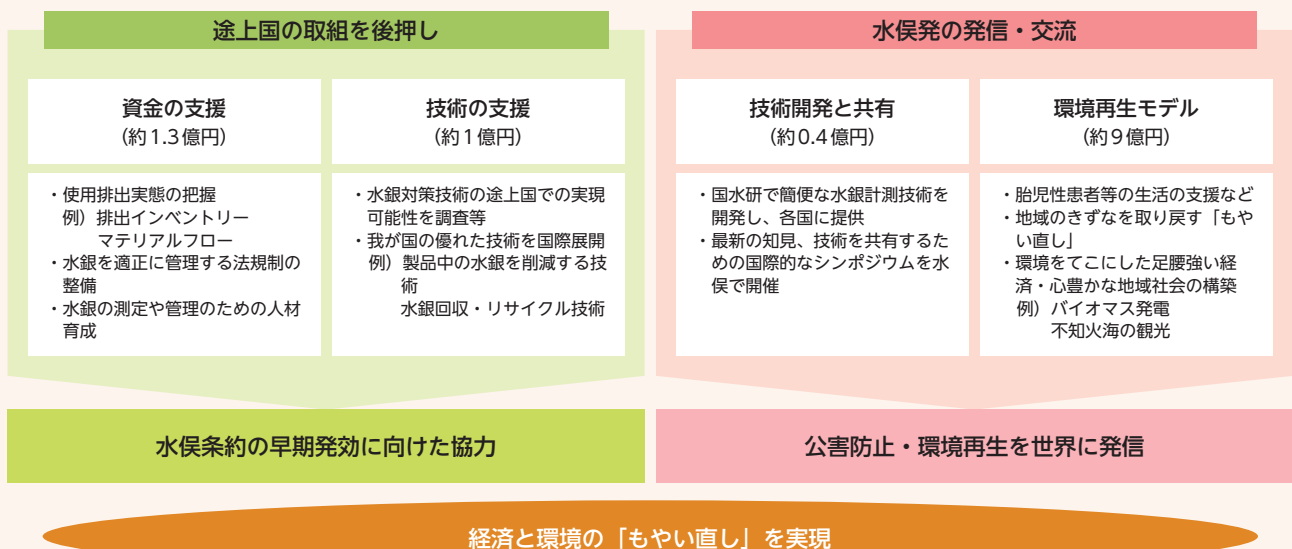 途上国の取組を後押し
資金の支援
（約1.3億円）
・使用排出実態の把握
例）排出インベントリー
マテリアルフロー
・水銀を適正に管理する法規制の
整備
・水銀の測定や管理のための人材
育成
技術の支援
（約1億円）
・水銀対策技術の途上国での実現
可能性を調査等
・我が国の優れた技術を国際展開
例）製品中の水銀を削減する技
術
水銀回収・リサイクル技術
水俣条約の早期発効に向けた協力
水俣発の発信・交流
技術開発と共有
（約0.4億円）
・国水研で簡便な水銀計測技術を
開発し、各国に提供
・最新の知見、技術を共有するた
めの国際的なシンポジウムを水
俣で開催
環境再生モデル
（約9億円）
・胎児性患者等の生活の支援など
・地域のきずなを取り戻す「もや
い直し」
・環境をてこにした足腰強い経
済・心豊かな地域社会の構築
例）バイオマス発電
不知火海の観光
公害防止・環境再生を世界に発信
経済と環境の「もやい直し」を実現